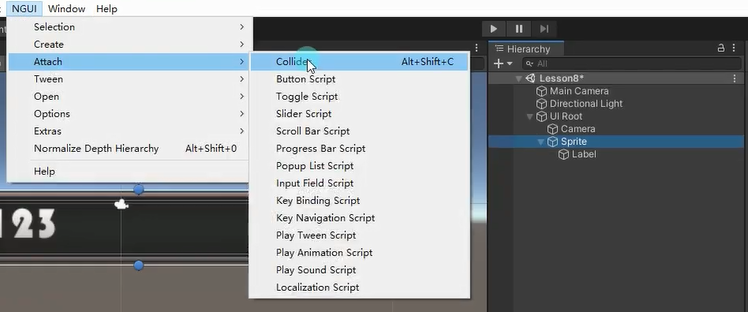 NGUI Window Help
Selection
Create
Attach
Tween
Open
Options
Extras
Normalize Depth Hierarchy Alt+Shift+0
Help
Collider Alt+Shift+C
Button Script
Toggle Script
Slider Script
Scroll Bar Script
Progress Bar Script
Popup List Script
Input Field Script
Key Binding Script
Key Navigation Script
Play Tween Script
Play Animation Script
Play Sound Script
Localization Script
123
Hierarchy
All
Lesson8*
Main Camera
Directional Light
UI Root
Camera
Sprite
Label